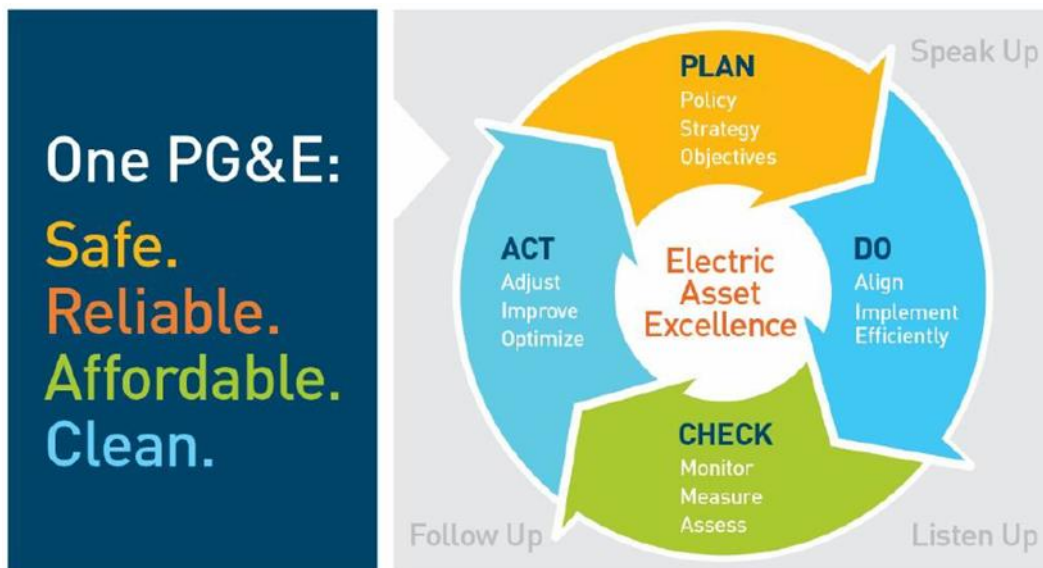 One PG&E:
Safe.
Reliable.
Affordable.
Clean.
Speak Up
PLAN
Policy
Strategy
Objectives
ACT
Adjust
Improve
Optimize
Electric
Asset
Excellence
DO
Align
Implement
Efficiently
CHECK
Monitor
Measure
Assess
Follow Up
Listen Up